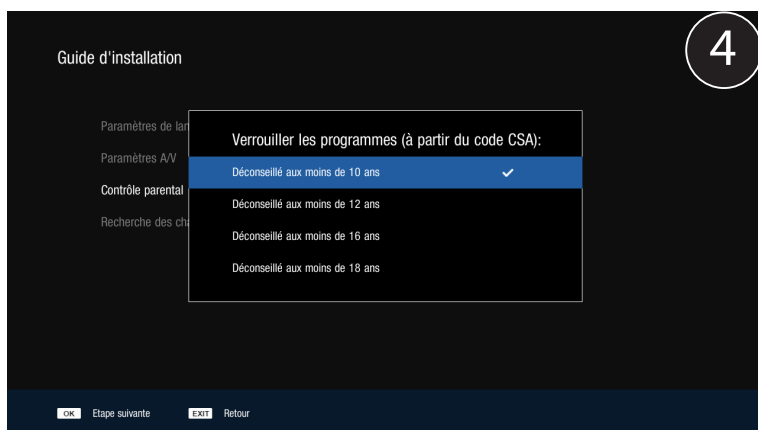 Guide d'installation
4
Paramètres de lan
Verrouiller les programmes (à partir du code CSA):
Paramètres A/V
Déconseillé aux moins de 10 ans
Contrôle parental
Déconseillé aux moins de 12 ans
Recherche des cha
Déconseillé aux moins de 16 ans
Déconseillé aux moins de 18 ans
OK Etape suivante EXIT Retour